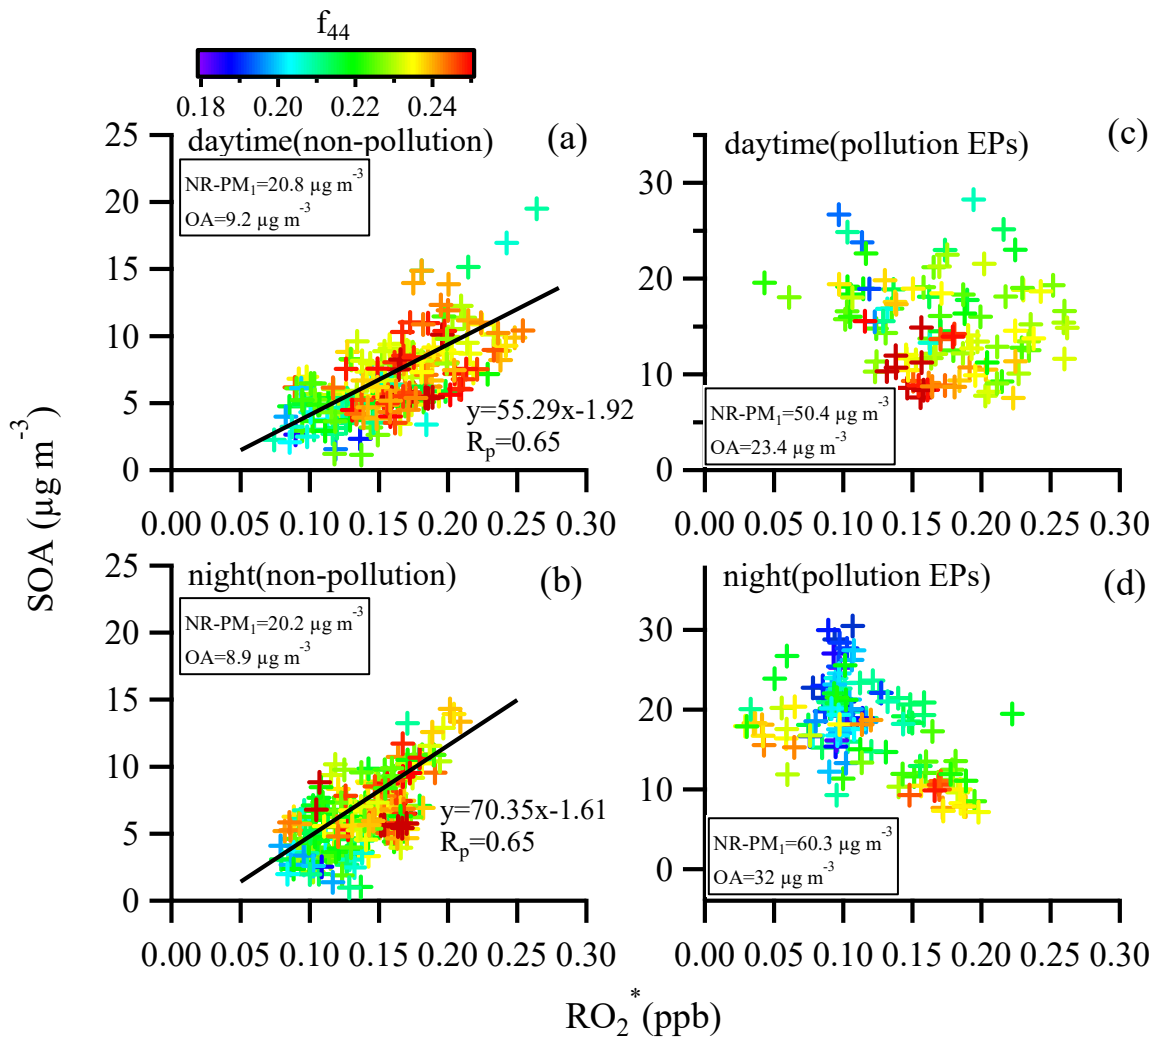 f44
0.18 0.20 0.22 0.24
25
20
15
10
5
0
daytime(non-pollution)
(a)
NR-PM1=20.8 µg m-3
OA=9.2 µg m-3
y=55.29x-1.92
Rp=0.65
0.00 0.05 0.10 0.15 0.20 0.25 0.30
30
20
10
0
daytime(pollution EPs)
(c)
NR-PM1=50.4 µg m-3
OA=23.4 µg m-3
0.00 0.05 0.10 0.15 0.20 0.25 0.30
SOA (µg m-3)
25
20
15
10
5
0
night(non-pollution)
(b)
NR-PM1=20.2 µg m-3
OA=8.9 µg m-3
y=70.35x-1.61
Rp=0.65
0.00 0.05 0.10 0.15 0.20 0.25 0.30
30
20
10
0
night(pollution EPs)
(d)
NR-PM1=60.3 µg m-3
OA=32 µg m-3
0.00 0.05 0.10 0.15 0.20 0.25 0.30
RO2*(ppb)